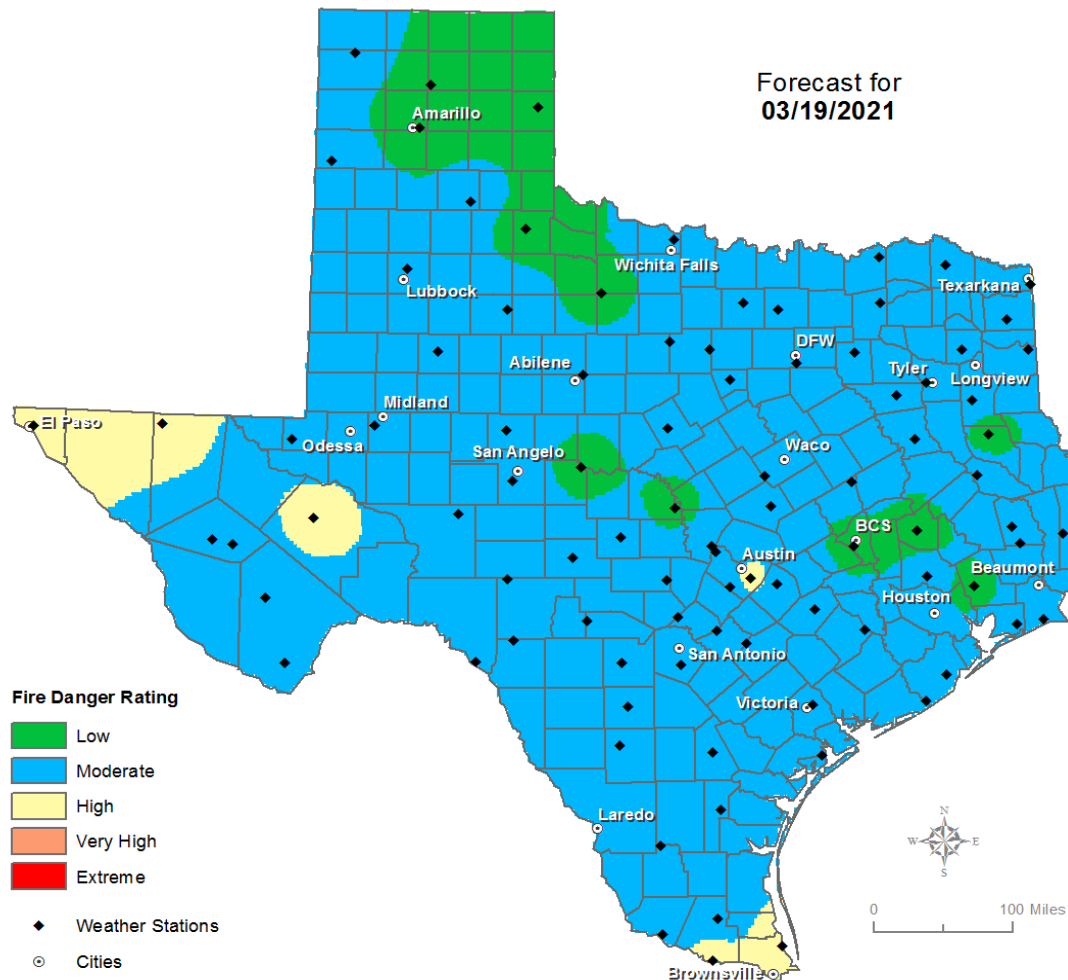 Forecast for
03/19/2021
Amarillo
Wichita Falls
Lubbock
Texarkana
DFW
Abilene
Tyler
Longview
Midland
El Paso
Odessa
San Angelo
Waco
BCS
Austin
Beaumont
Houston
San Antonio
Victoria
Laredo
Brownsville
Fire Danger Rating
Low
Moderate
High
Very High
Extreme
Weather Stations
Cities
N
W
E
S
0
100 Miles